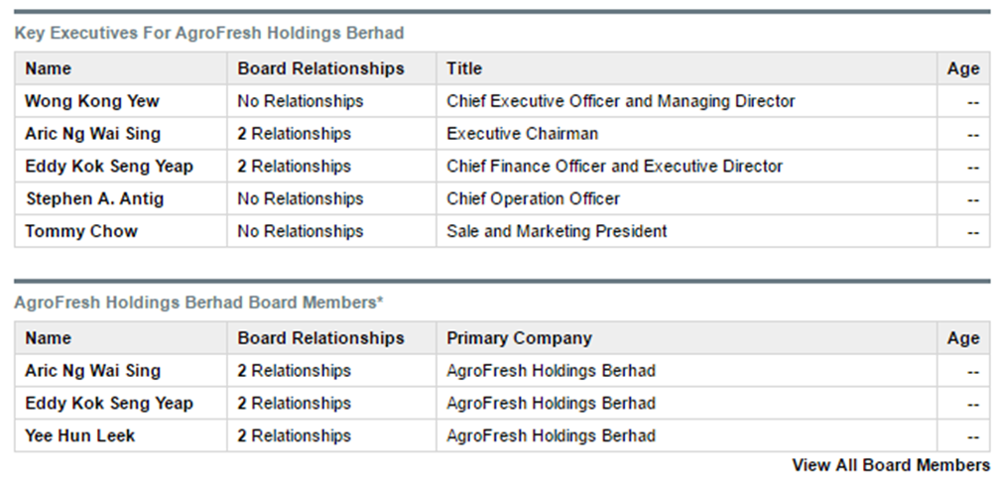 Key Executives For AgroFresh Holdings Berhad
Name Board Relationships Title Age
Wong Kong Yew No Relationships Chief Executive Officer and Managing Director --
Aric Ng Wai Sing 2 Relationships Executive Chairman --
Eddy Kok Seng Yeap 2 Relationships Chief Finance Officer and Executive Director --
Stephen A. Antig No Relationships Chief Operation Officer --
Tommy Chow No Relationships Sale and Marketing President --
AgroFresh Holdings Berhad Board Members*
Name Board Relationships Primary Company Age
Aric Ng Wai Sing 2 Relationships AgroFresh Holdings Berhad --
Eddy Kok Seng Yeap 2 Relationships AgroFresh Holdings Berhad --
Yee Hun Leek 2 Relationships AgroFresh Holdings Berhad --
View All Board Members